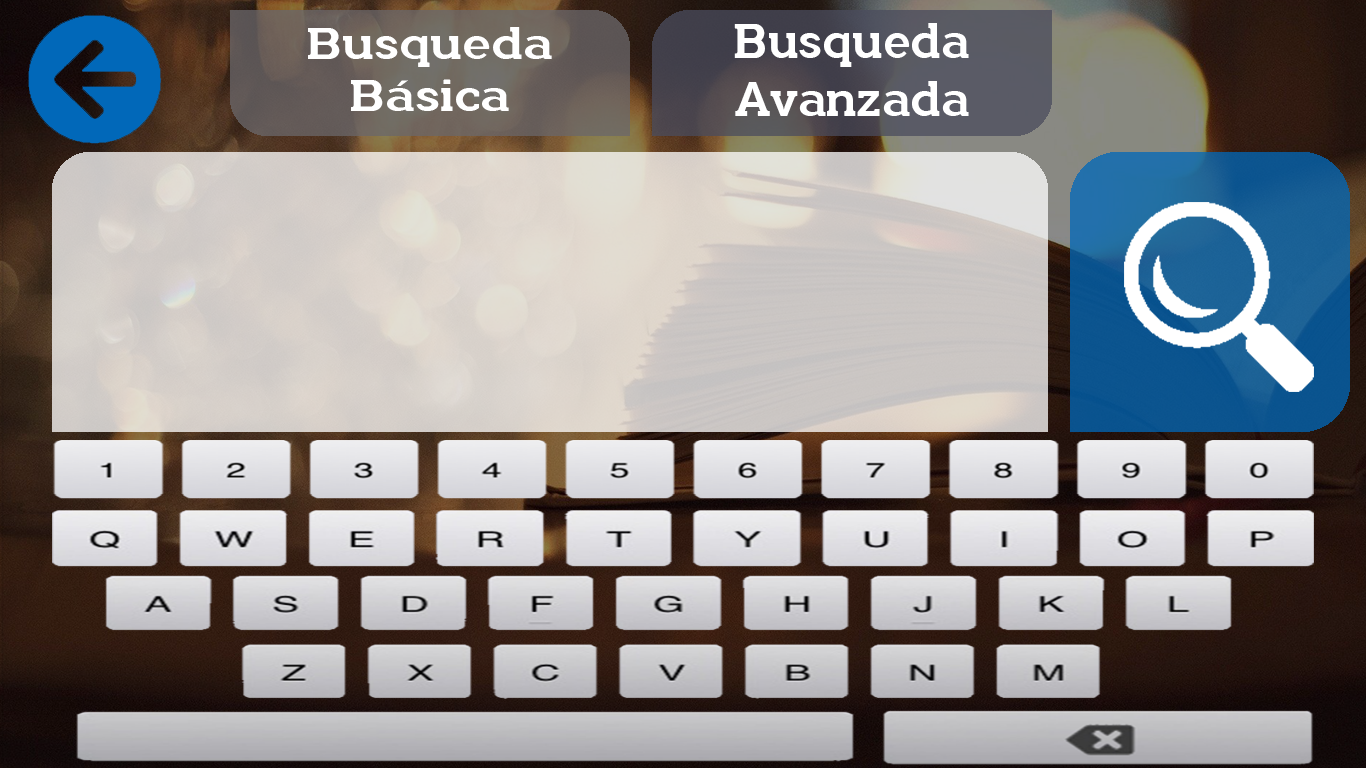 Busqueda
Básica
Busqueda
Avanzada
1 2 3 4 5 6 7 8 9 0
Q W E R T Y U I O P
A S D F G H J K L
Z X C V B N M